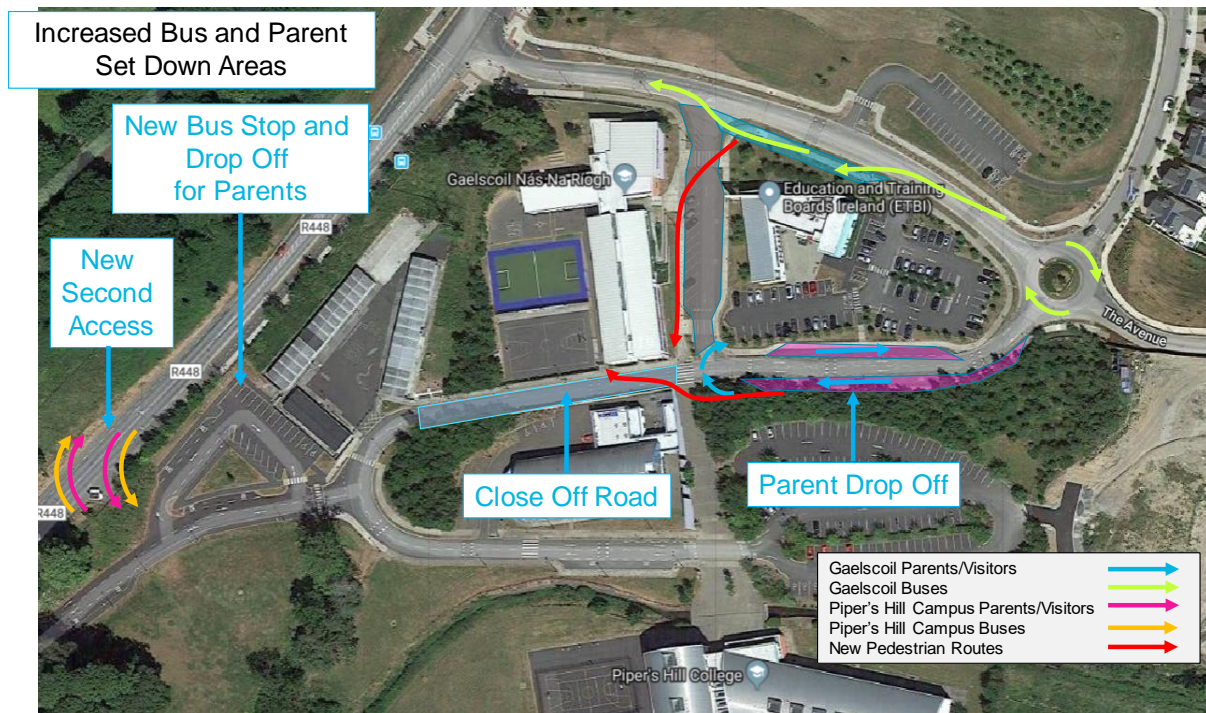 Increased Bus and Parent
Set Down Areas
New Bus Stop and
Drop Off
for Parents
New
Second
Access
R448
R448
R448
R448
Gaelscoil Nás Na Ríogh
Education and Training
Boards Ireland (ETBI)
The Avenue
Close Off Road
Parent Drop Off
Piper's Hill College
Gaelscoil Parents/Visitors
Gaelscoil Buses
Piper's Hill Campus Parents/Visitors
Piper's Hill Campus Buses
New Pedestrian Routes